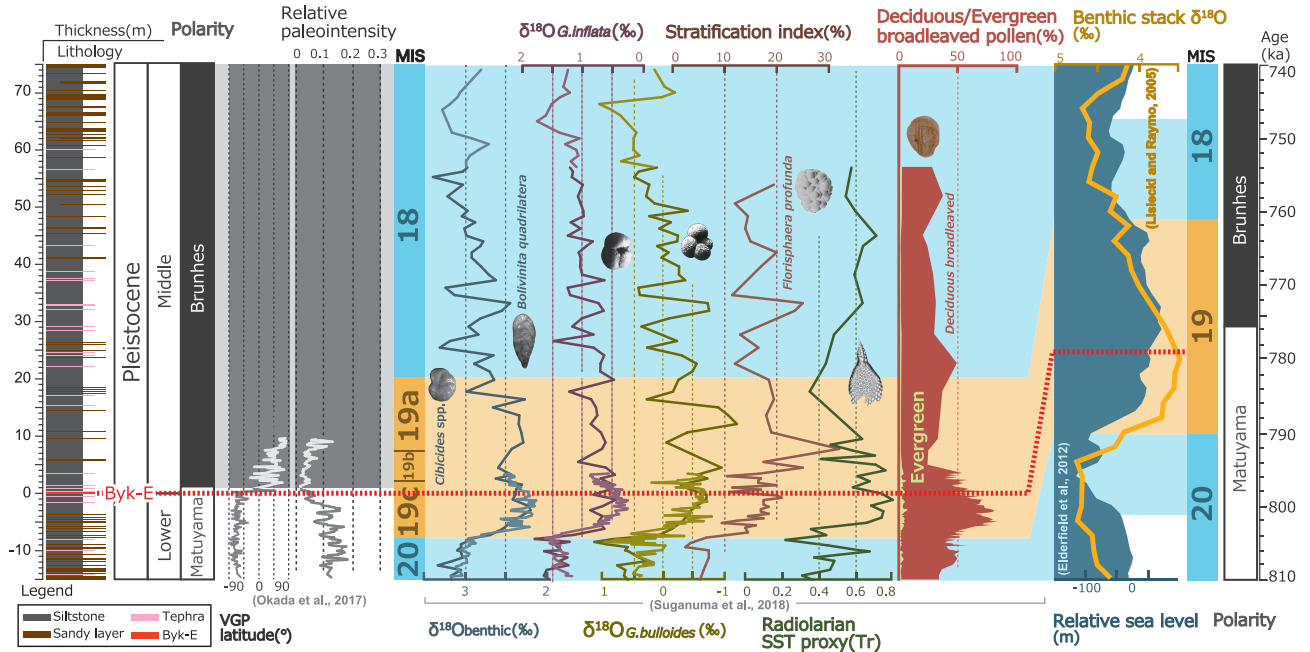 Thickness(m)
Lithology
Polarity
Relative
paleointensity
0 0.1 0.2 0.3
MIS
δ18O G.inflata(‰)
2 1 0
Stratification index(%)
0 10 20 30
Deciduous/Evergreen
broadleaved pollen(%)
0 50 100
Benthic stack δ18O
(‰)
5 4
MIS
Age
(ka)
70
60
50
40
30
20
10
0
-10
Pleistocene
Middle
Lower
Brunhes
Matuyama
Byk-E
18
19a
19b
19c
20
Cibicides spp.
Bolivinita quadrilatera
Florisphaera profunda
Deciduous broadleaved
Evergreen
(Elderfield et al., 2012)
(Lisiecki and Raymo, 2005)
18
19
20
Brunhes
Matuyama
740
750
760
770
780
790
800
810
-90 0 90
(Okada et al., 2017)
3 2 1 0 -1 0 0.2 0.4 0.6 0.8
(Suganuma et al., 2018)
-100 0
Legend
Siltstone
Tephra
Sandy layer
Byk-E
VGP
latitude(°)
δ18Obenthic(‰)
δ18O G.bulloides(‰)
Radiolarian
SST proxy(Tr)
Relative sea level
(m)
Polarity